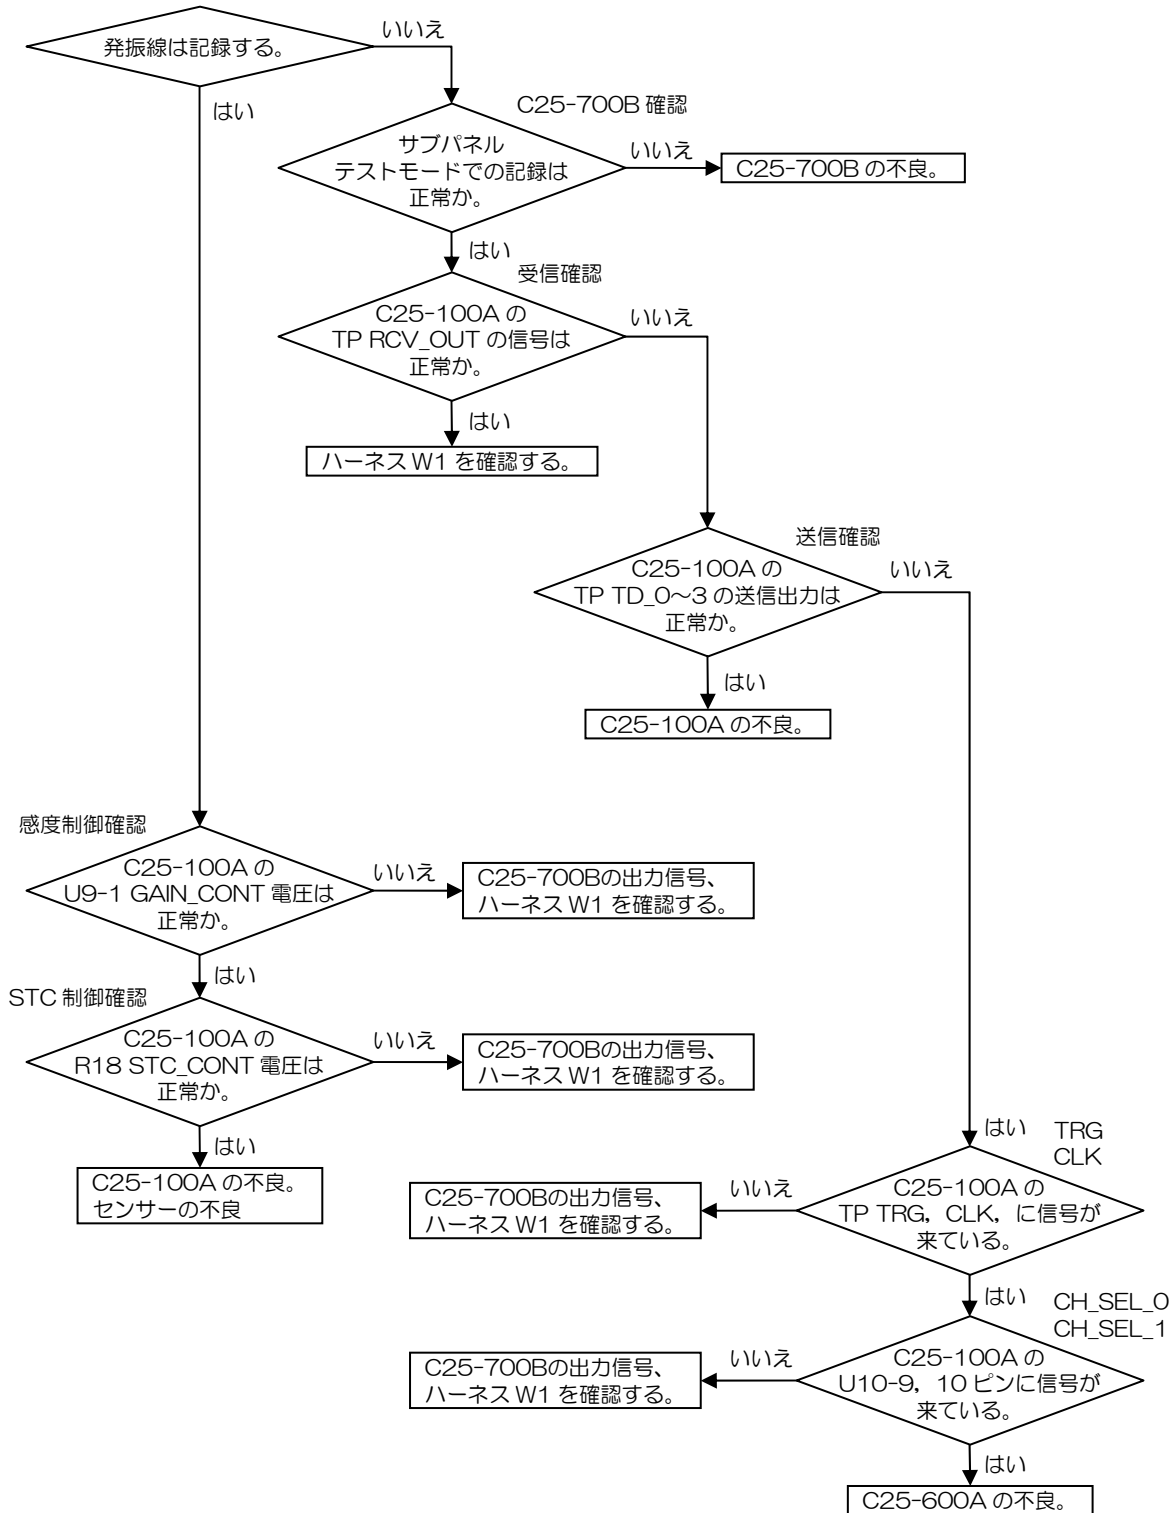 発振線は記録する。
いいえ
はい
C25-700B 確認
サブパネル
テストモードでの記録は
正常か。
いいえ
C25-700B の不良。
はい
受信確認
C25-100A の
TP RCV_OUT の信号は
正常か。
いいえ
はい
ハーネス W1 を確認する。
送信確認
C25-100A の
TP TD_0～3 の送信出力は
正常か。
いいえ
はい
C25-100A の不良。
感度制御確認
C25-100A の
U9-1 GAIN_CONT 電圧は
正常か。
いいえ
C25-700Bの出力信号、
ハーネス W1 を確認する。
はい
STC 制御確認
C25-100A の
R18 STC_CONT 電圧は
正常か。
いいえ
C25-700Bの出力信号、
ハーネス W1 を確認する。
はい
C25-100A の不良。
センサーの不良
はい
TRG
CLK
C25-100A の
TP TRG，CLK，に信号が
来ている。
いいえ
C25-700Bの出力信号、
ハーネス W1 を確認する。
はい
CH_SEL_0
CH_SEL_1
C25-100A の
U10-9，10 ピンに信号が
来ている。
いいえ
C25-700Bの出力信号、
ハーネス W1 を確認する。
はい
C25-600A の不良。